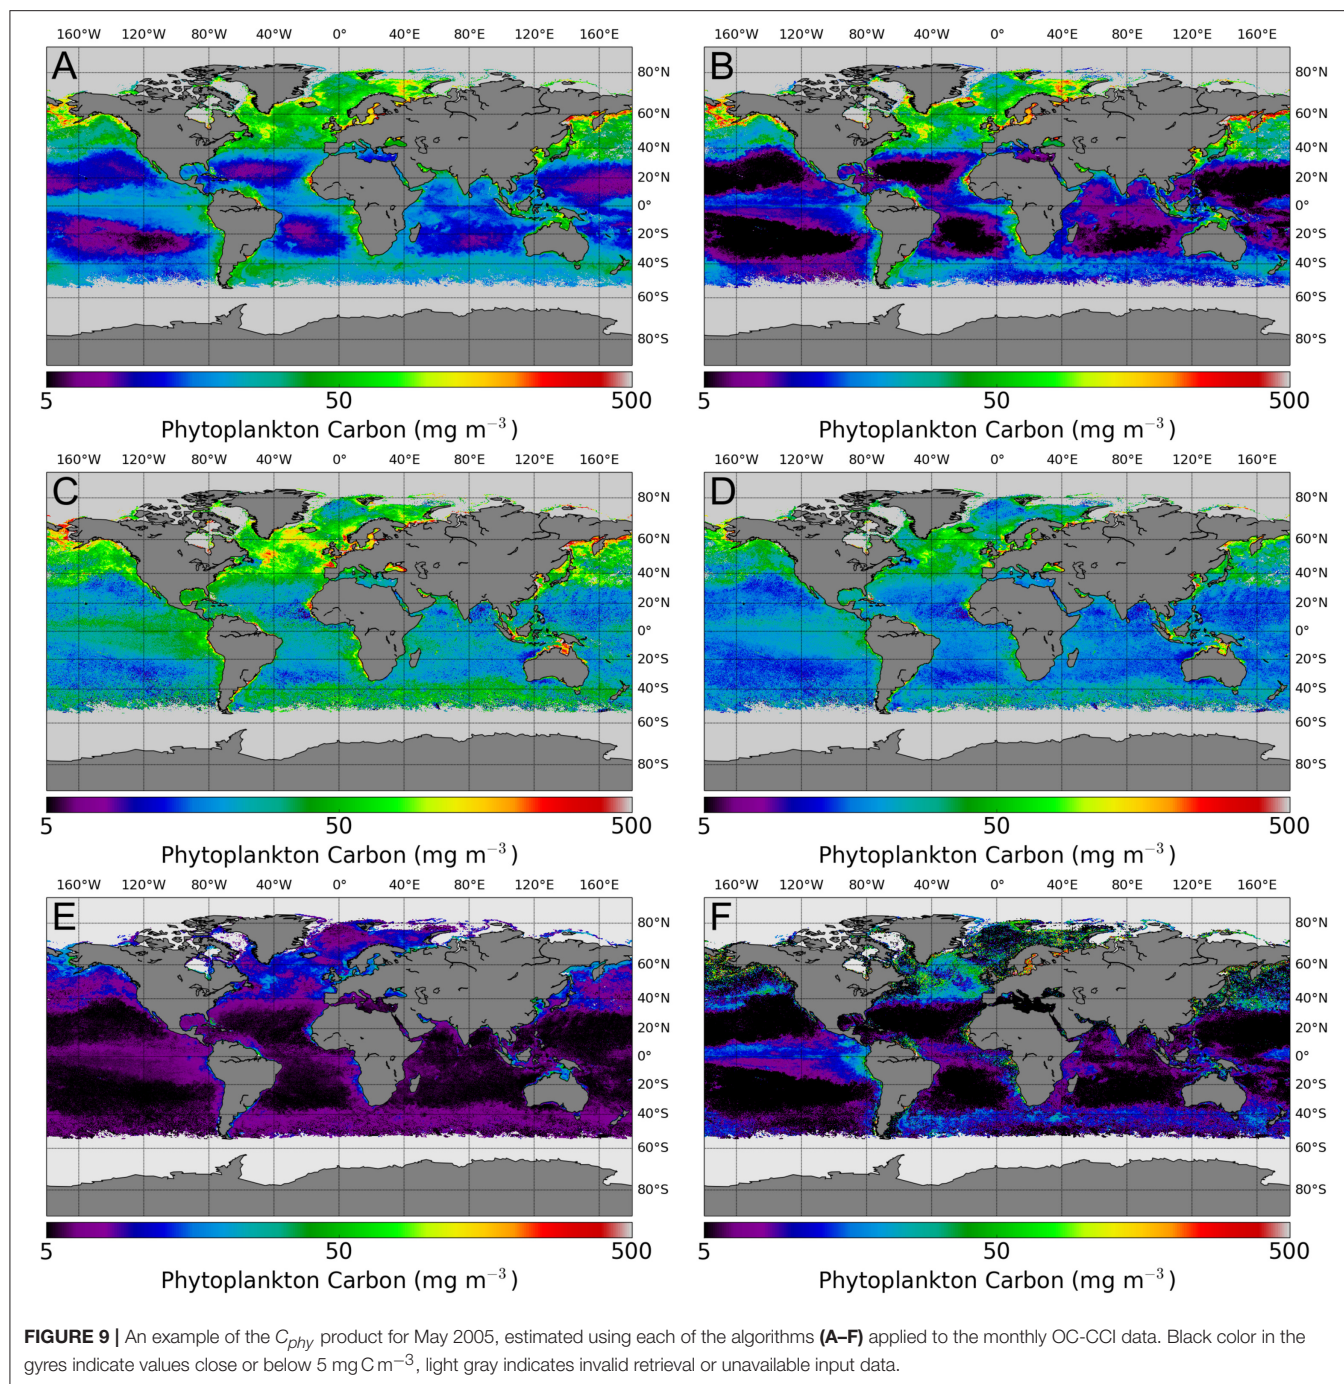 160°W 120°W 80°W 40°W 0° 40°E 80°E 120°E 160°E
A
80°N
60°N
40°N
20°N
0°
20°S
40°S
60°S
80°S
5 50 500
Phytoplankton Carbon (mg m−3)
160°W 120°W 80°W 40°W 0° 40°E 80°E 120°E 160°E
B
80°N
60°N
40°N
20°N
0°
20°S
40°S
60°S
80°S
5 50 500
Phytoplankton Carbon (mg m−3)
160°W 120°W 80°W 40°W 0° 40°E 80°E 120°E 160°E
C
80°N
60°N
40°N
20°N
0°
20°S
40°S
60°S
80°S
5 50 500
Phytoplankton Carbon (mg m−3)
160°W 120°W 80°W 40°W 0° 40°E 80°E 120°E 160°E
D
80°N
60°N
40°N
20°N
0°
20°S
40°S
60°S
80°S
5 50 500
Phytoplankton Carbon (mg m−3)
160°W 120°W 80°W 40°W 0° 40°E 80°E 120°E 160°E
E
80°N
60°N
40°N
20°N
0°
20°S
40°S
60°S
80°S
5 50 500
Phytoplankton Carbon (mg m−3)
160°W 120°W 80°W 40°W 0° 40°E 80°E 120°E 160°E
F
80°N
60°N
40°N
20°N
0°
20°S
40°S
60°S
80°S
5 50 500
Phytoplankton Carbon (mg m−3)
FIGURE 9 | An example of the Cphy product for May 2005, estimated using each of the algorithms (A–F) applied to the monthly OC-CCI data. Black color in the
gyres indicate values close or below 5 mg C m−3, light gray indicates invalid retrieval or unavailable input data.